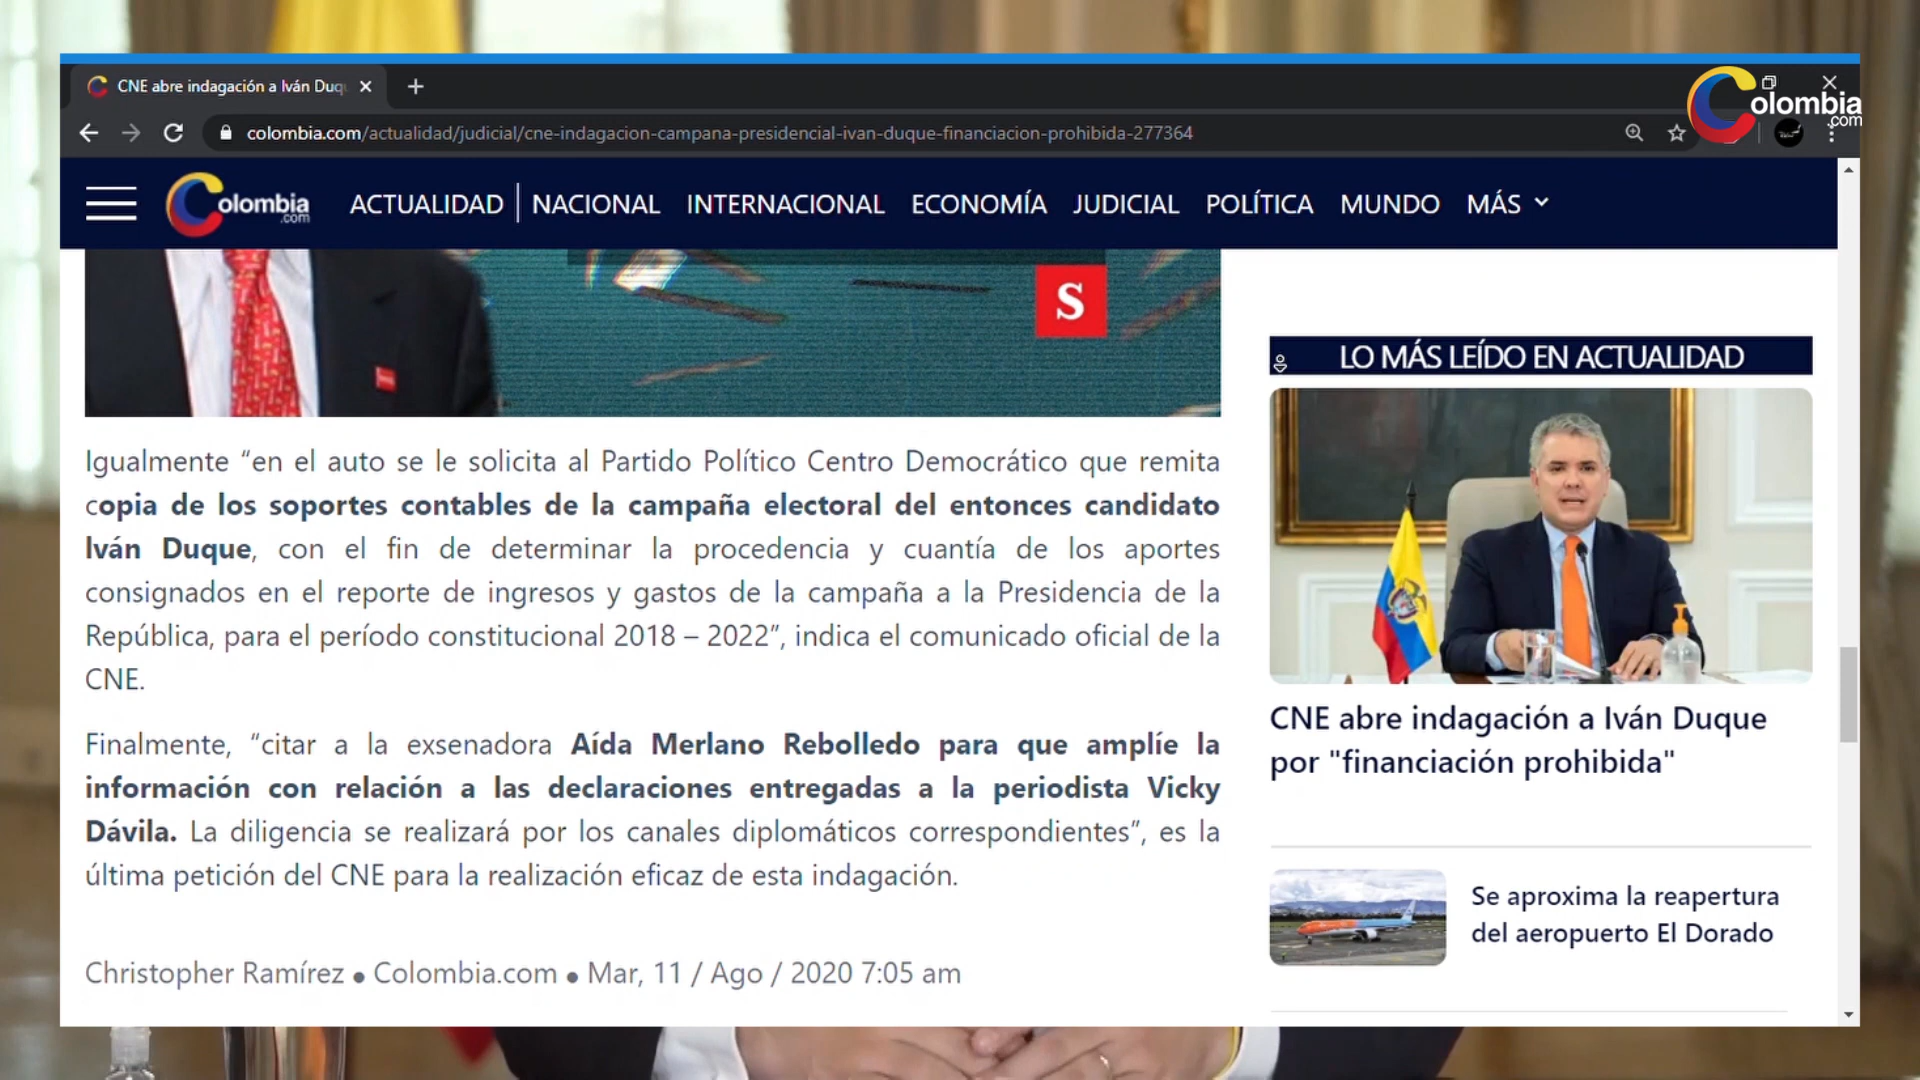 CNE abre indagación a Iván Duq
colombia.com/actualidad/judicial/cne-indagacion-campana-presidencial-ivan-duque-financiacion-prohibida-277364
Colombia
.com
Colombia
.com
ACTUALIDAD
NACIONAL INTERNACIONAL ECONOMÍA JUDICIAL POLÍTICA MUNDO MÁS
S
Igualmente “en el auto se le solicita al Partido Político Centro Democrático que remita
copia de los soportes contables de la campaña electoral del entonces candidato
Iván Duque, con el fin de determinar la procedencia y cuantía de los aportes
consignados en el reporte de ingresos y gastos de la campaña a la Presidencia de la
República, para el período constitucional 2018 – 2022”, indica el comunicado oficial de la
CNE.
Finalmente, “citar a la exsenadora Aída Merlano Rebolledo para que amplíe la
información con relación a las declaraciones entregadas a la periodista Vicky
Dávila. La diligencia se realizará por los canales diplomáticos correspondientes”, es la
última petición del CNE para la realización eficaz de esta indagación.
Christopher Ramírez ● Colombia.com ● Mar, 11 / Ago / 2020 7:05 am
LO MÁS LEÍDO EN ACTUALIDAD
CNE abre indagación a Iván Duque
por "financiación prohibida"
Se aproxima la reapertura
del aeropuerto El Dorado